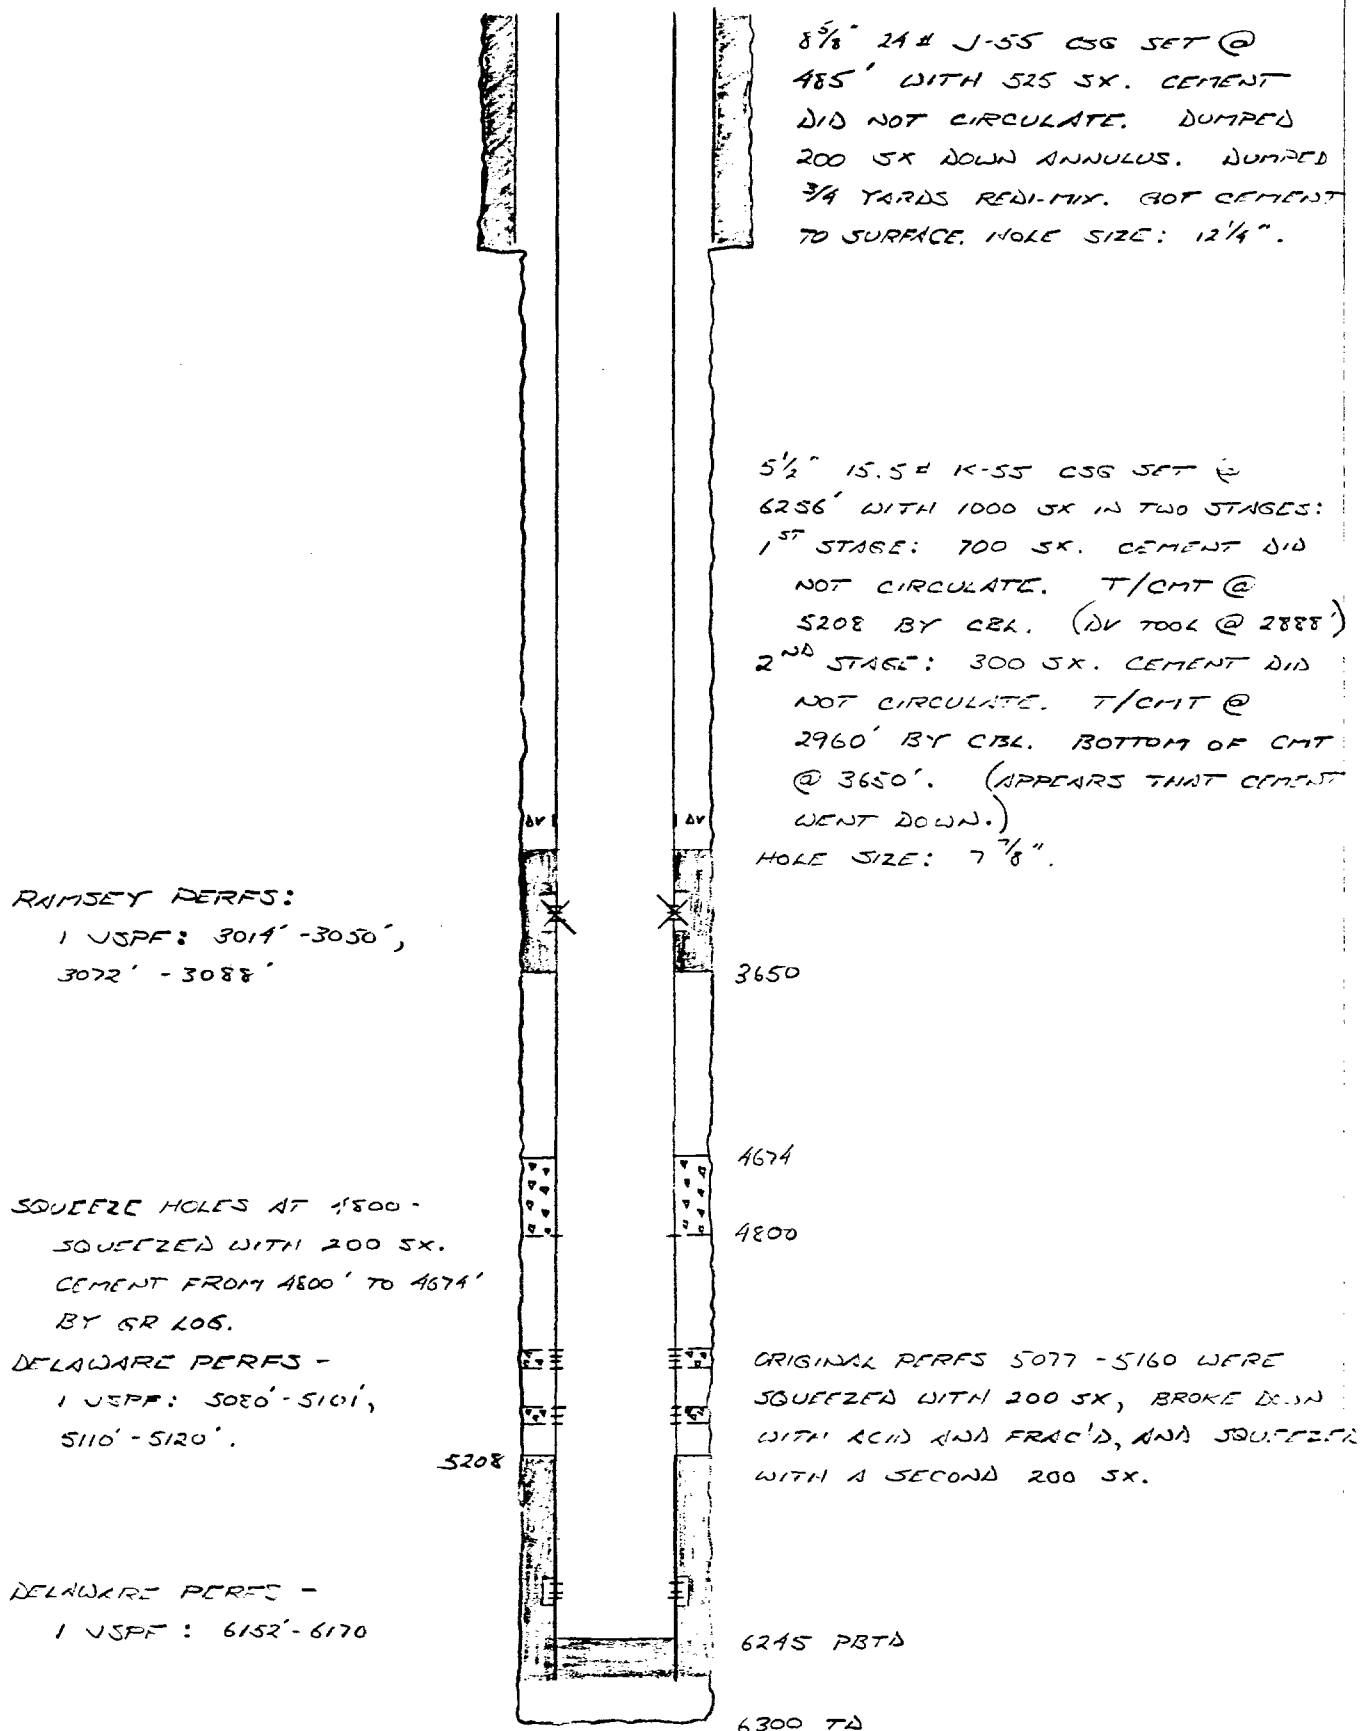 8 5/8" 24 # J-55 CSG SET @
485' WITH 525 SX. CEMENT
DID NOT CIRCULATE. DUMPED
200 SX DOWN ANNULUS. DUMPED
3/4 YARDS REDI-MIX. GOT CEMENT
TO SURFACE. HOLE SIZE: 12 1/4".
5 1/2" 15.5 # K-55 CSG SET @
6256' WITH 1000 SX IN TWO STAGES:
1ST STAGE: 700 SX. CEMENT DID
NOT CIRCULATE. T/CMT @
5208 BY CBL. (DV TOOL @ 2888')
2ND STAGE: 300 SX. CEMENT DID
NOT CIRCULATE. T/CMT @
2960' BY CBL. BOTTOM OF CMT
@ 3650'. (APPEARS THAT CEMENT
WENT DOWN.)
HOLE SIZE: 7 7/8".
DV DV
RAMSEY PERFS:
1 JSPF: 3014'-3050',
3072' - 3088'
3650
4674
4800
SQUEEZE HOLES AT 4800 -
SQUEEZED WITH 200 SX.
CEMENT FROM 4800' TO 4674'
BY GR LOG.
DELAWARE PERFS -
1 JSPF: 5080'-5101',
5110'-5120'.
ORIGINAL PERFS 5077 - 5160 WERE
SQUEEZED WITH 200 SX, BROKE DOWN
WITH ACID AND FRAC'D, AND SQUEEZED
WITH A SECOND 200 SX.
5208
DELAWARE PERFS -
1 JSPF: 6152'-6170
6245 PBTD
6300 TD